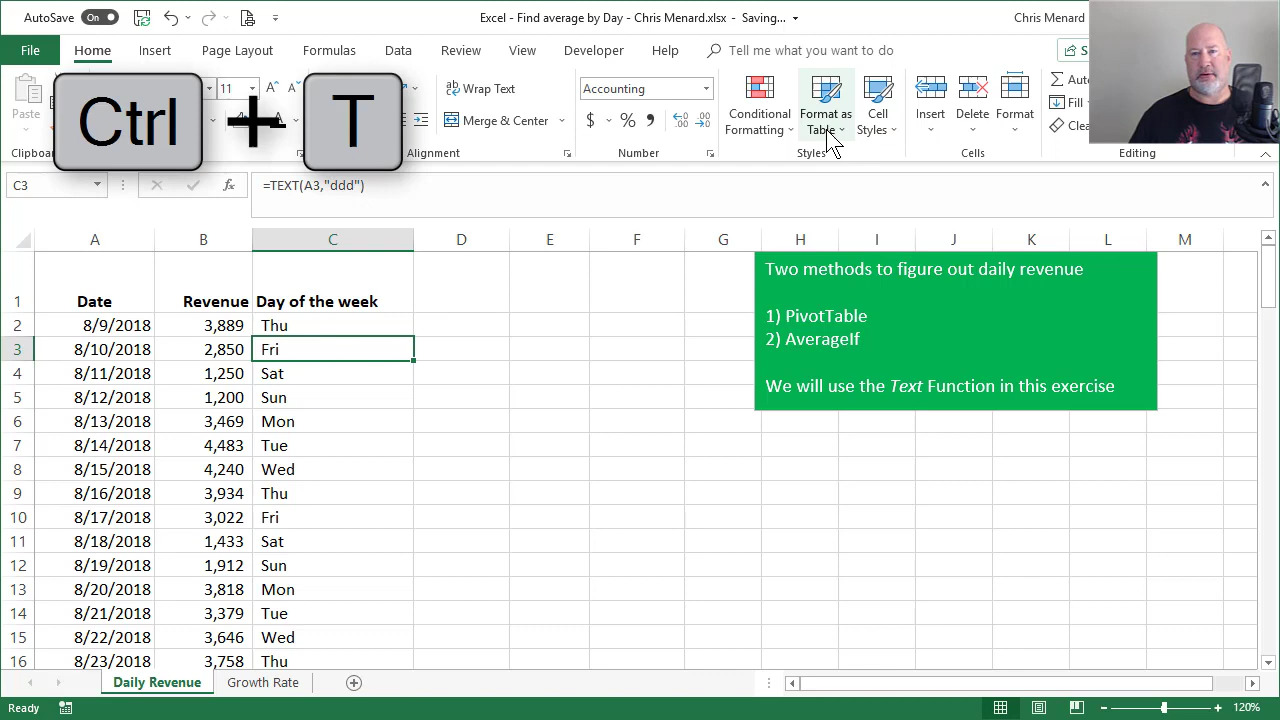 AutoSave On Excel - Find average by Day - Chris Menard.xlsx - Saving... Chris Menard
File Home Insert Draw Page Layout Formulas Data Review View Developer Help Tell me what you want to do
Ctrl + T
Paste
11 A A
Wrap Text
Merge & Center
Accounting
$ % ,
Conditional Formatting
Format as Table
Cell Styles
Insert Delete Format
Fill
Alignment Number Styles Cells Editing
C3 fx =TEXT(A3,"ddd")
A B C D E F G H I J K L M
1 Date Revenue Day of the week
2 8/9/2018 3,889 Thu
3 8/10/2018 2,850 Fri
4 8/11/2018 1,250 Sat
5 8/12/2018 1,200 Sun
6 8/13/2018 3,469 Mon
7 8/14/2018 4,483 Tue
8 8/15/2018 4,240 Wed
9 8/16/2018 3,934 Thu
10 8/17/2018 3,022 Fri
11 8/18/2018 1,433 Sat
12 8/19/2018 1,912 Sun
13 8/20/2018 3,818 Mon
14 8/21/2018 3,379 Tue
15 8/22/2018 3,646 Wed
16 8/23/2018 3,758 Thu
Two methods to figure out daily revenue
1) PivotTable
2) AverageIf
We will use the Text Function in this exercise
Daily Revenue Growth Rate
Ready 120%